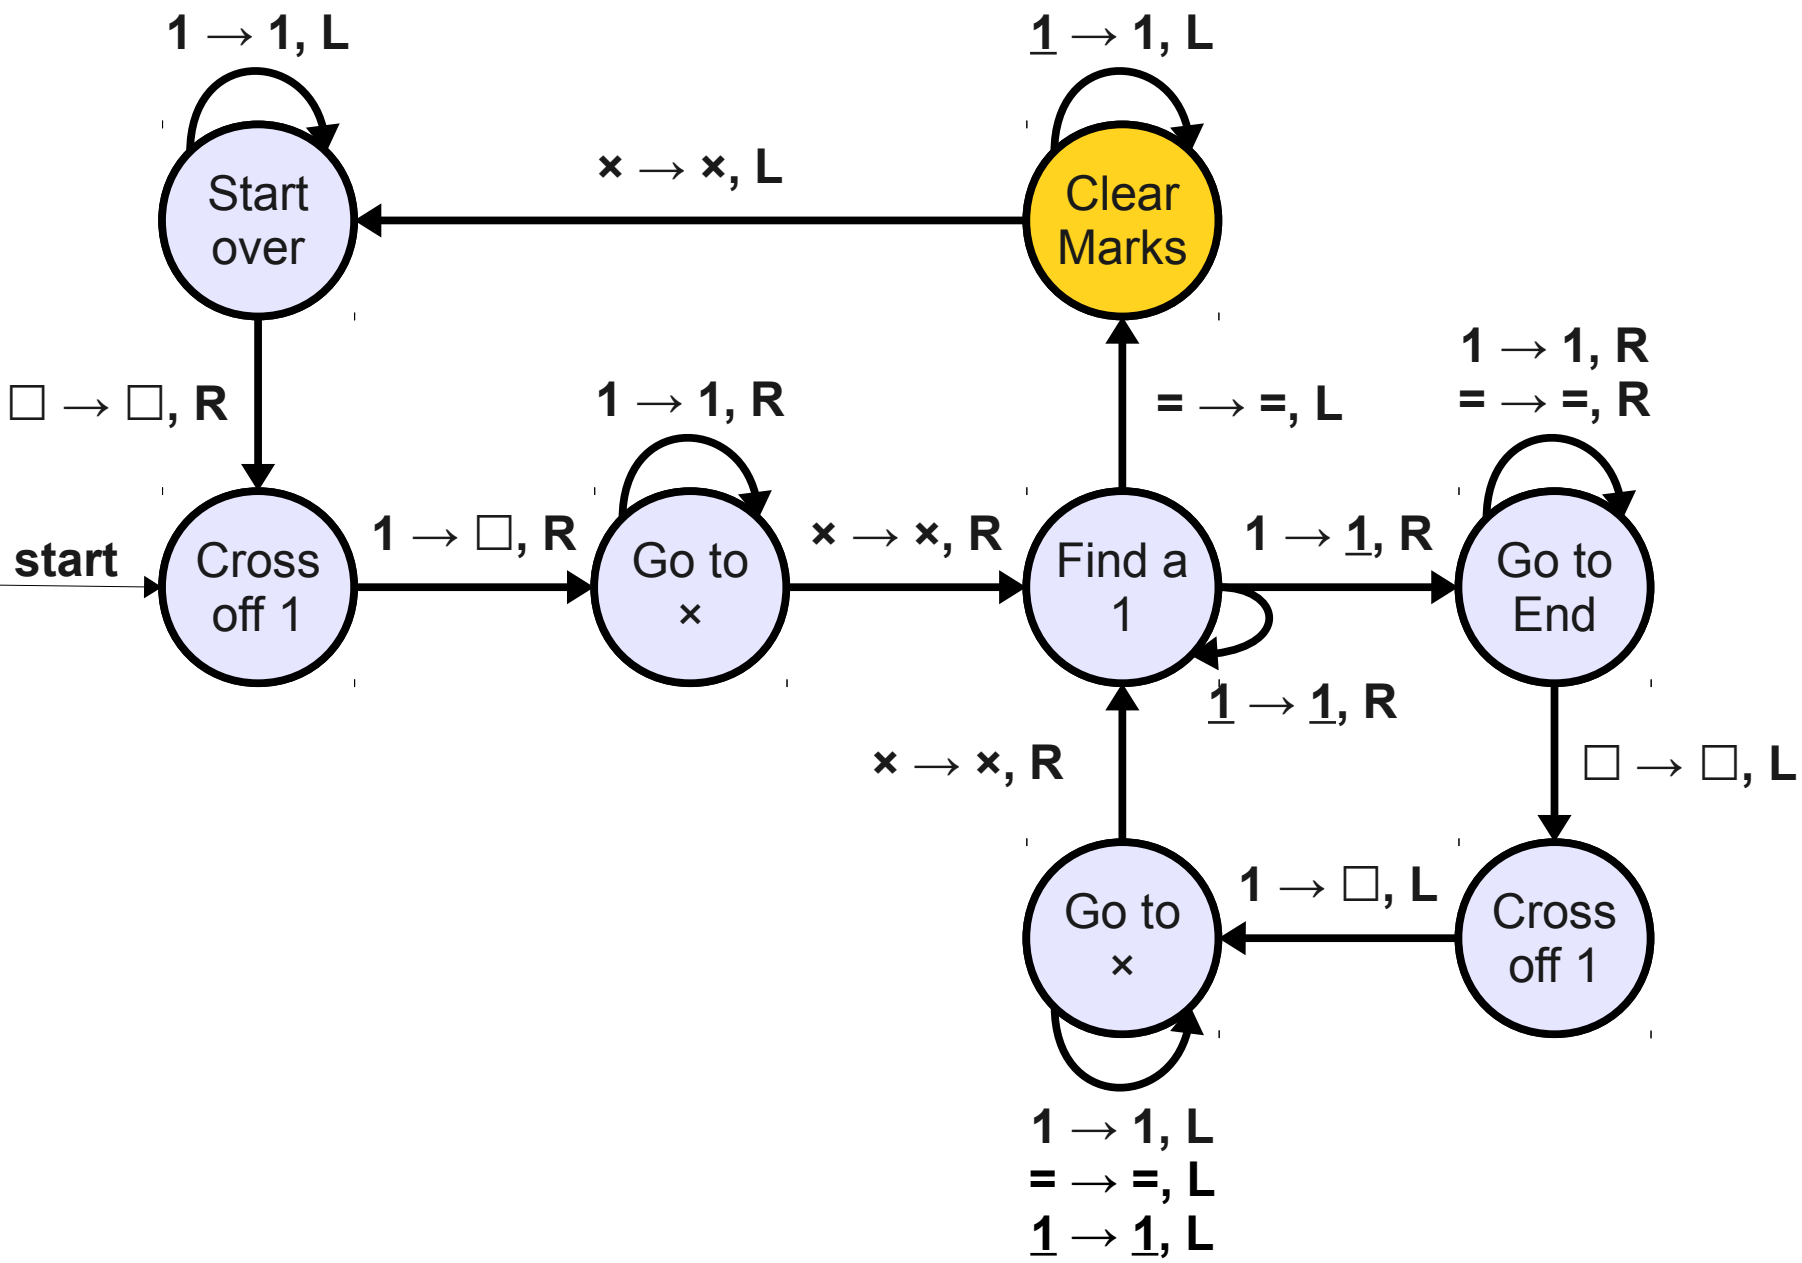 1 → 1, L
1 → 1, L
× → ×, L
Start
over
Clear
Marks
1 → 1, R
= → =, R
□ → □, R
1 → 1, R
= → =, L
start
Cross
off 1
1 → □, R
Go to
×
× → ×, R
Find a
1
1 → 1, R
Go to
End
1 → 1, R
× → ×, R
□ → □, L
Go to
×
1 → □, L
Cross
off 1
1 → 1, L
= → =, L
1 → 1, L